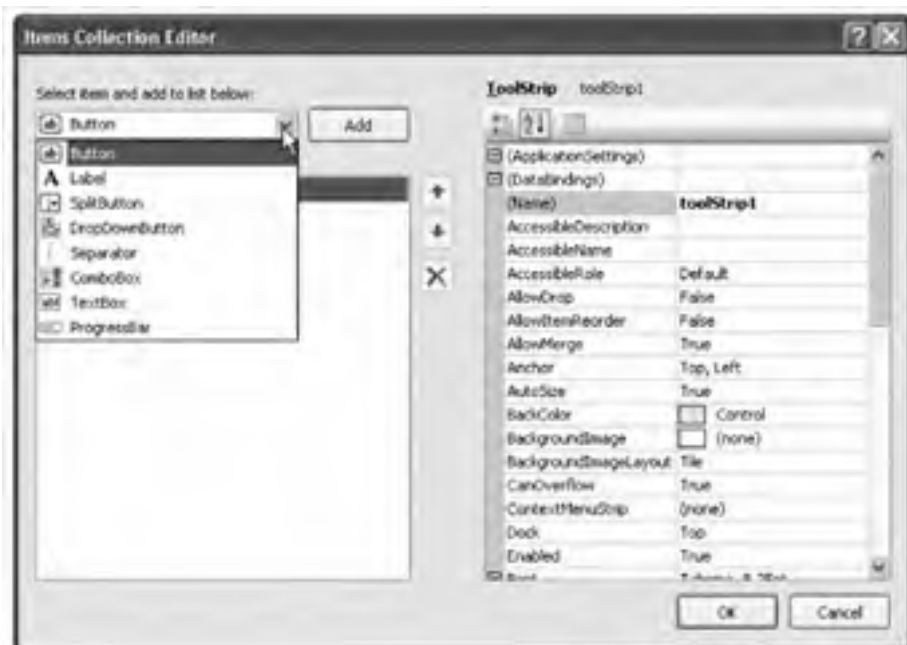 Items Collection Editor
Select item and add to list below:
Button
Add
Button
Label
SplitButton
DropDownButton
Separator
ComboBox
TextBox
ProgressBar
ToolStrip toolStrip1
(ApplicationSettings)
(DataBindings)
(Name) toolStrip1
AccessibleDescription
AccessibleName
AccessibleRole Default
AllowDrop False
AllowItemReorder False
AllowMerge True
Anchor Top, Left
AutoSize True
BackColor Control
BackgroundImage (none)
BackgroundImageLayout Tile
CanOverflow True
ContextMenuStrip (none)
Dock Top
Enabled True
OK Cancel